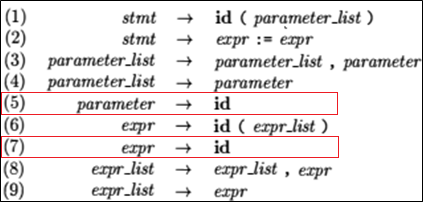 (1) stmt → id ( parameter_list )
(2) stmt → expr := expr
(3) parameter_list → parameter_list , parameter
(4) parameter_list → parameter
(5) parameter → id
(6) expr → id ( expr_list )
(7) expr → id
(8) expr_list → expr_list , expr
(9) expr_list → expr